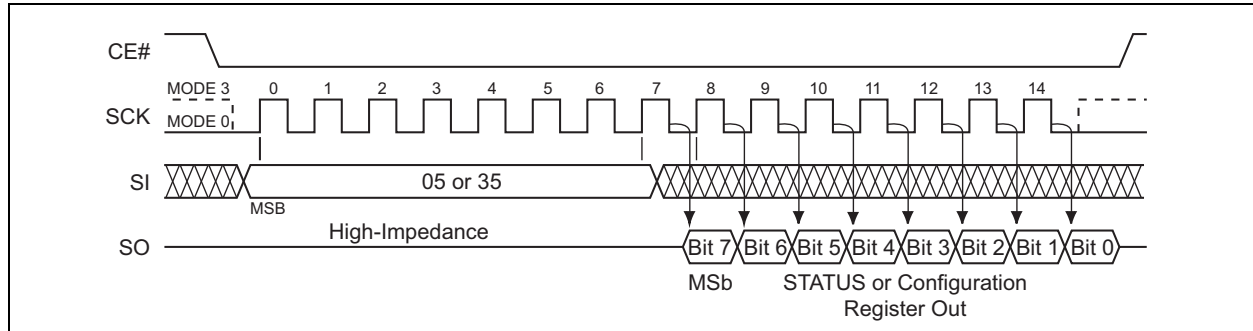 CE#
MODE 3 0 1 2 3 4 5 6 7 8 9 10 11 12 13 14
SCK MODE 0
SI 05 or 35
MSB
High-Impedance
SO Bit 7 Bit 6 Bit 5 Bit 4 Bit 3 Bit 2 Bit 1 Bit 0
MSb STATUS or Configuration
Register Out